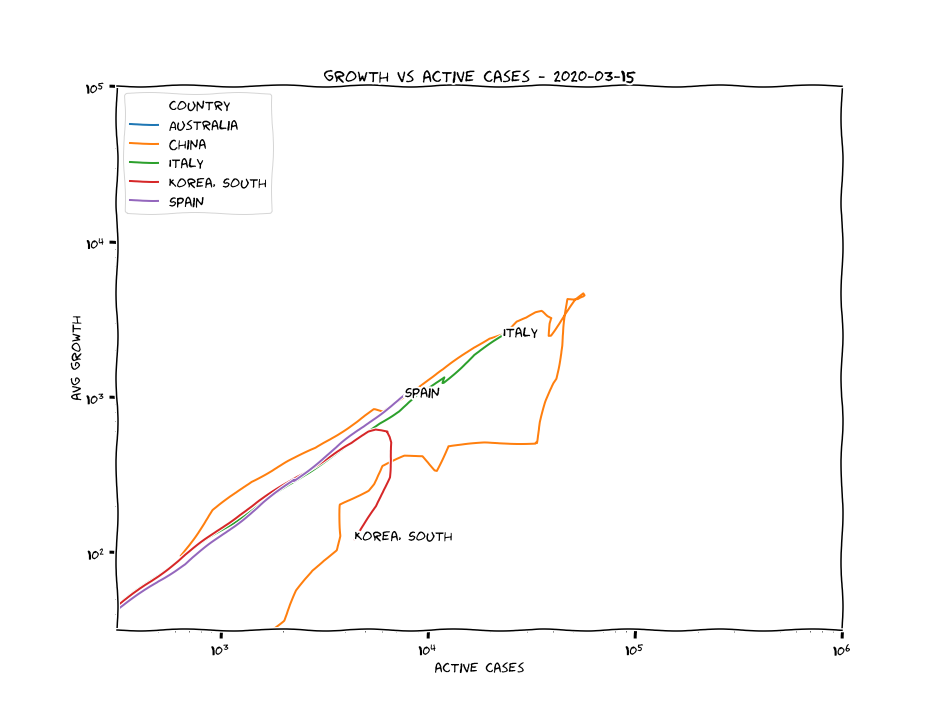 GROWTH VS ACTIVE CASES - 2020-03-15
10⁵
COUNTRY
AUSTRALIA
CHINA
ITALY
KOREA, SOUTH
SPAIN
10⁴
ITALY
AVG GROWTH
SPAIN
10³
KOREA, SOUTH
10²
10³ 10⁴ 10⁵ 10⁶
ACTIVE CASES